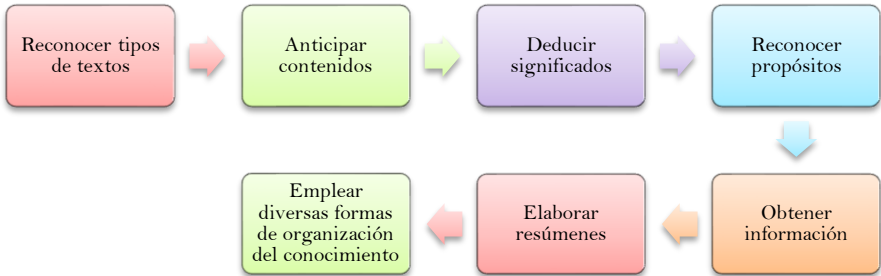 Reconocer tipos
de textos
Anticipar
contenidos
Deducir
significados
Reconocer
propósitos
Obtener
información
Elaborar
resúmenes
Emplear
diversas formas
de organización
del conocimiento